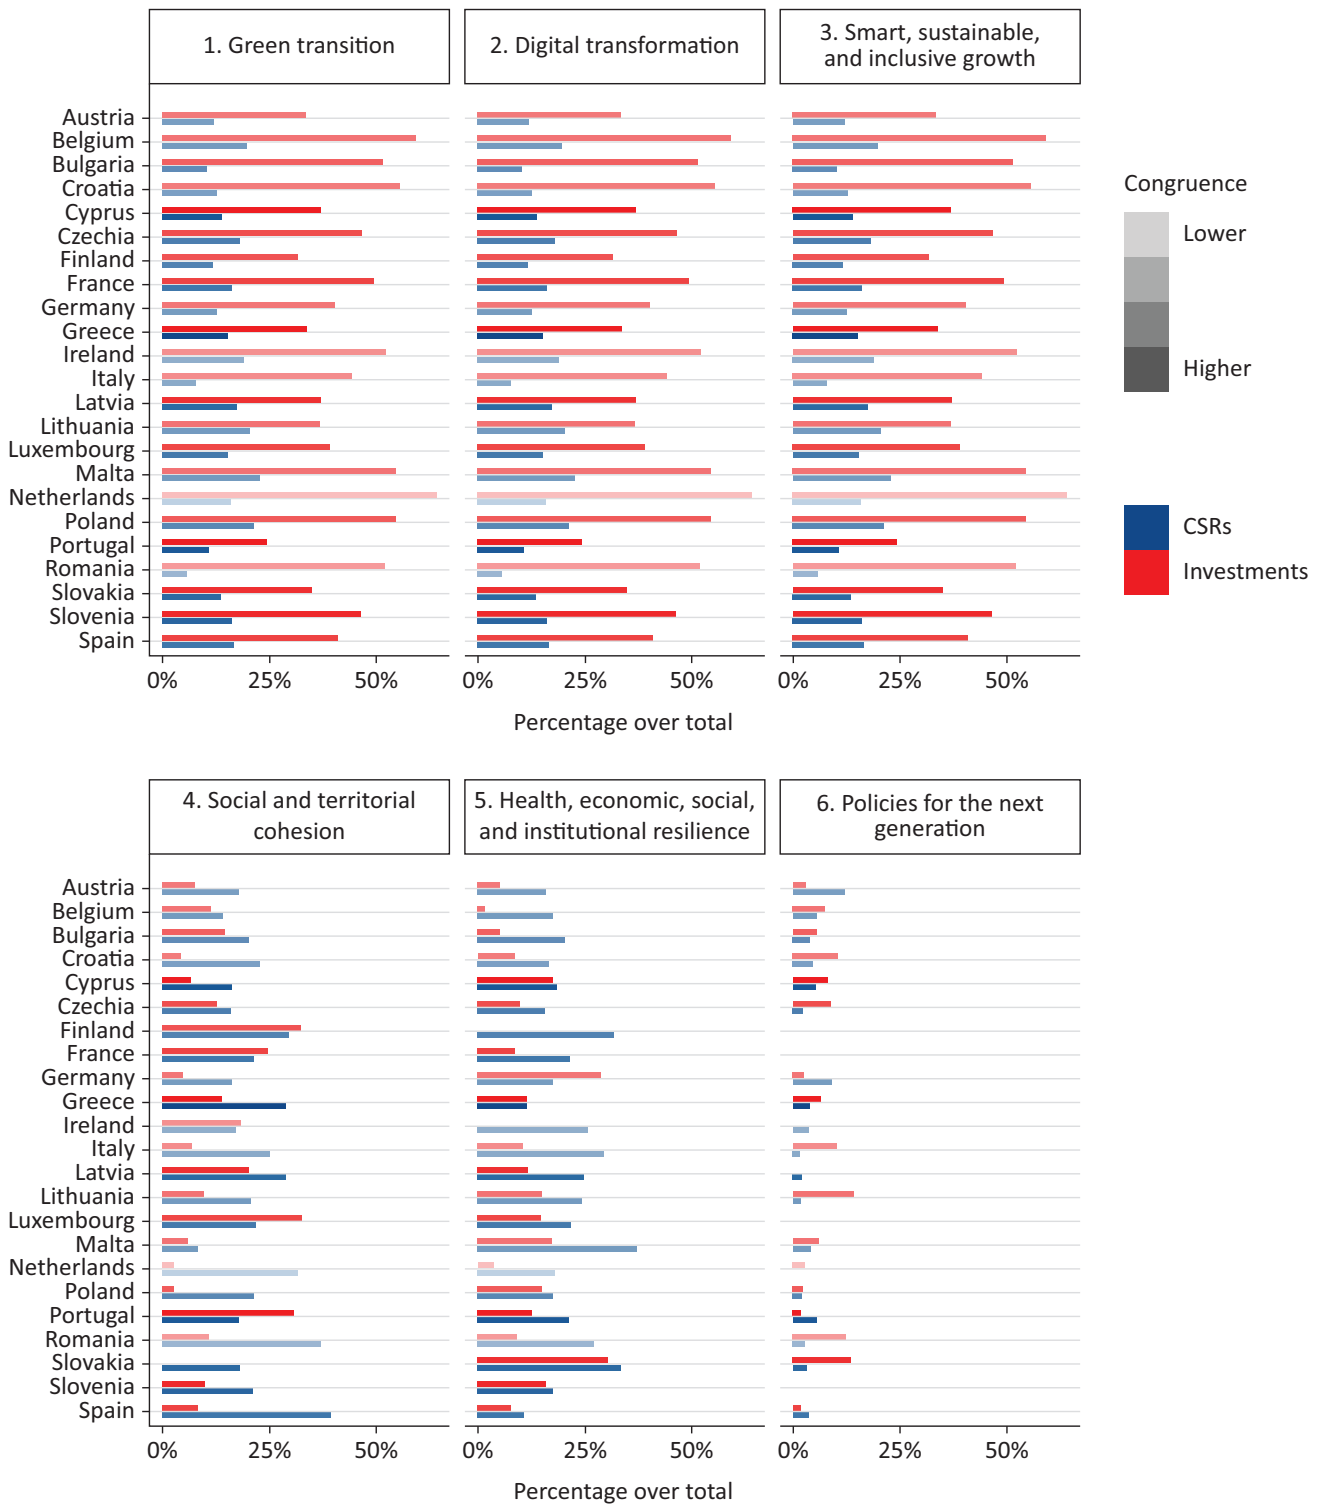 1. Green transition
2. Digital transformation
3. Smart, sustainable,
and inclusive growth
Austria
Belgium
Bulgaria
Croatia
Cyprus
Czechia
Finland
France
Germany
Greece
Ireland
Italy
Latvia
Lithuania
Luxembourg
Malta
Netherlands
Poland
Portugal
Romania
Slovakia
Slovenia
Spain
0% 25% 50%
0% 25% 50%
0% 25% 50%
Percentage over total
Congruence
Lower
Higher
CSRs
Investments
4. Social and territorial
cohesion
5. Health, economic, social,
and institutional resilience
6. Policies for the next
generation
Austria
Belgium
Bulgaria
Croatia
Cyprus
Czechia
Finland
France
Germany
Greece
Ireland
Italy
Latvia
Lithuania
Luxembourg
Malta
Netherlands
Poland
Portugal
Romania
Slovakia
Slovenia
Spain
0% 25% 50%
0% 25% 50%
0% 25% 50%
Percentage over total